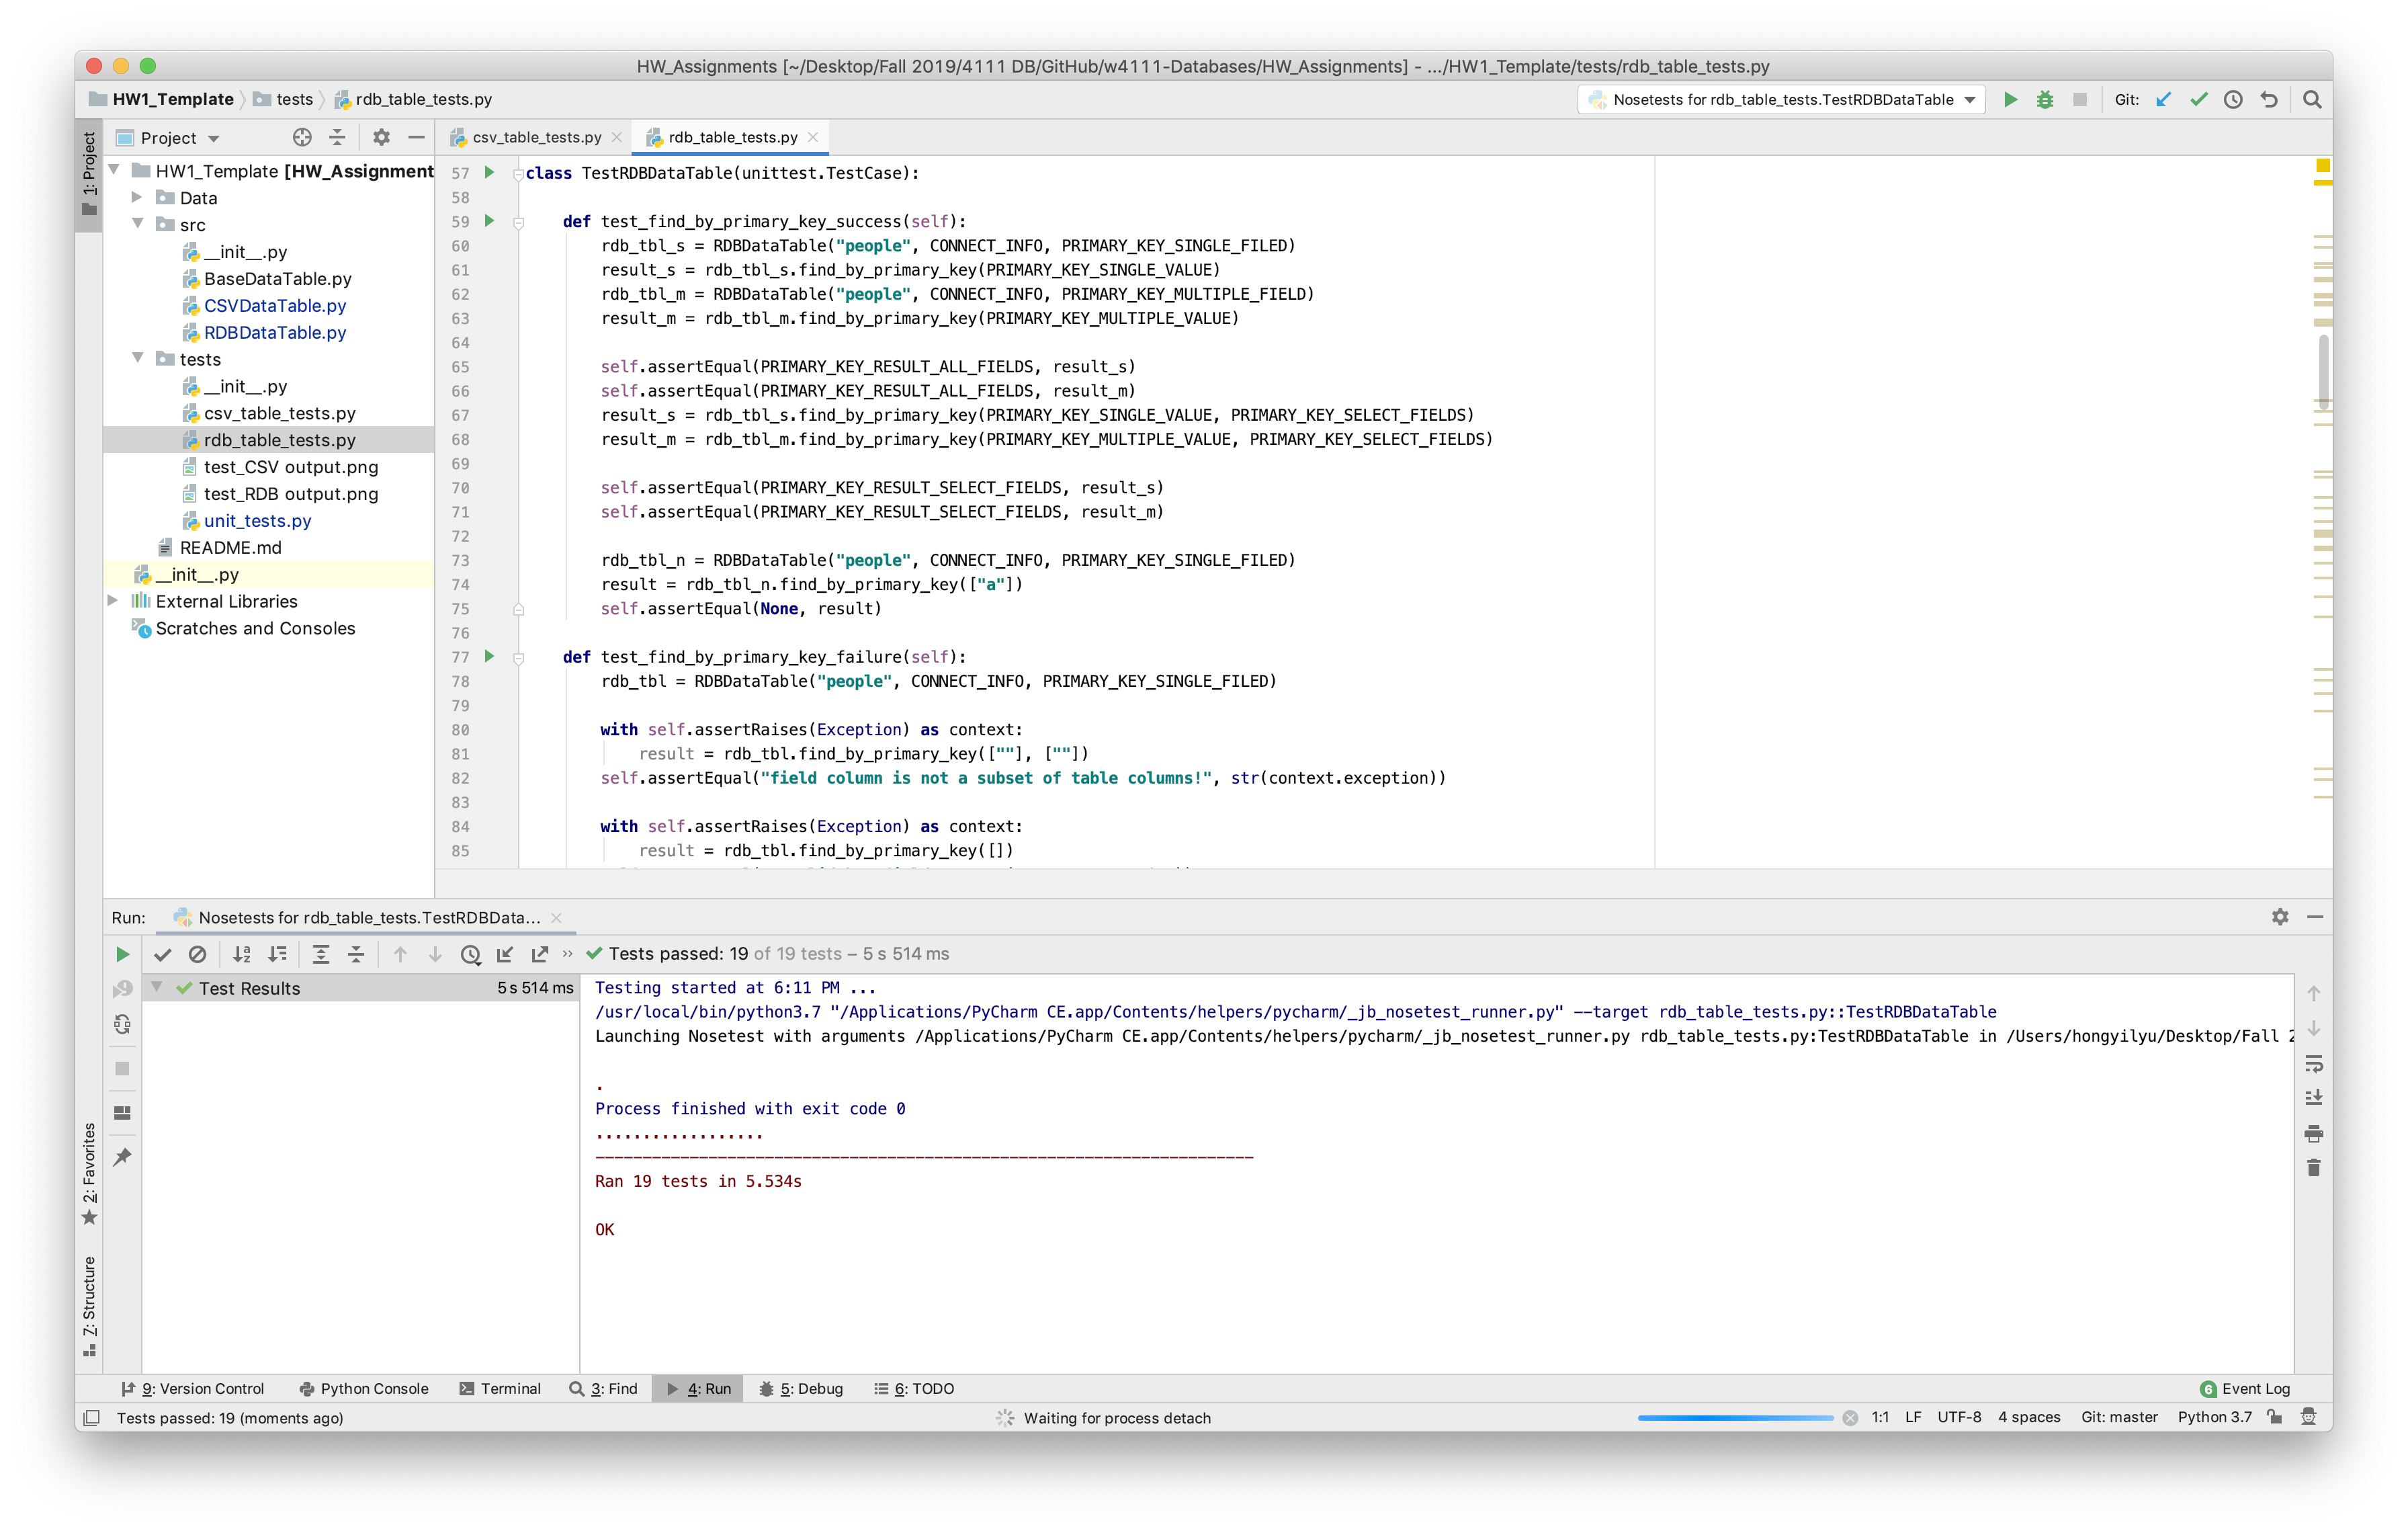 HW_Assignments [~/Desktop/Fall 2019/4111 DB/GitHub/w4111-Databases/HW_Assignments] - .../HW1_Template/tests/rdb_table_tests.py
HW1_Template tests rdb_table_tests.py
Nosetests for rdb_table_tests.TestRDBDataTable
Git:
1: Project
Project
csv_table_tests.py
rdb_table_tests.py
HW1_Template [HW_Assignment
Data
src
__init__.py
BaseDataTable.py
CSVDataTable.py
RDBDataTable.py
tests
__init__.py
csv_table_tests.py
rdb_table_tests.py
test_CSV output.png
test_RDB output.png
unit_tests.py
README.md
__init__.py
External Libraries
Scratches and Consoles
57 class TestRDBDataTable(unittest.TestCase):
58
59 def test_find_by_primary_key_success(self):
60 rdb_tbl_s = RDBDataTable("people", CONNECT_INFO, PRIMARY_KEY_SINGLE_FILED)
61 result_s = rdb_tbl_s.find_by_primary_key(PRIMARY_KEY_SINGLE_VALUE)
62 rdb_tbl_m = RDBDataTable("people", CONNECT_INFO, PRIMARY_KEY_MULTIPLE_FIELD)
63 result_m = rdb_tbl_m.find_by_primary_key(PRIMARY_KEY_MULTIPLE_VALUE)
64
65 self.assertEqual(PRIMARY_KEY_RESULT_ALL_FIELDS, result_s)
66 self.assertEqual(PRIMARY_KEY_RESULT_ALL_FIELDS, result_m)
67 result_s = rdb_tbl_s.find_by_primary_key(PRIMARY_KEY_SINGLE_VALUE, PRIMARY_KEY_SELECT_FIELDS)
68 result_m = rdb_tbl_m.find_by_primary_key(PRIMARY_KEY_MULTIPLE_VALUE, PRIMARY_KEY_SELECT_FIELDS)
69
70 self.assertEqual(PRIMARY_KEY_RESULT_SELECT_FIELDS, result_s)
71 self.assertEqual(PRIMARY_KEY_RESULT_SELECT_FIELDS, result_m)
72
73 rdb_tbl_n = RDBDataTable("people", CONNECT_INFO, PRIMARY_KEY_SINGLE_FILED)
74 result = rdb_tbl_n.find_by_primary_key(["a"])
75 self.assertEqual(None, result)
76
77 def test_find_by_primary_key_failure(self):
78 rdb_tbl = RDBDataTable("people", CONNECT_INFO, PRIMARY_KEY_SINGLE_FILED)
79
80 with self.assertRaises(Exception) as context:
81 result = rdb_tbl.find_by_primary_key([""], [""])
82 self.assertEqual("field column is not a subset of table columns!", str(context.exception))
83
84 with self.assertRaises(Exception) as context:
85 result = rdb_tbl.find_by_primary_key([])
Run: Nosetests for rdb_table_tests.TestRDBData...
» Tests passed: 19 of 19 tests – 5 s 514 ms
Test Results 5 s 514 ms
Testing started at 6:11 PM ...
/usr/local/bin/python3.7 "/Applications/PyCharm CE.app/Contents/helpers/pycharm/_jb_nosetest_runner.py" --target rdb_table_tests.py::TestRDBDataTable
Launching Nosetest with arguments /Applications/PyCharm CE.app/Contents/helpers/pycharm/_jb_nosetest_runner.py rdb_table_tests.py:TestRDBDataTable in /Users/hongyilyu/Desktop/Fall 2
.
Process finished with exit code 0
..................
----------------------------------------------------------------------
Ran 19 tests in 5.534s
OK
2: Favorites
7: Structure
9: Version Control Python Console Terminal 3: Find 4: Run 5: Debug 6: TODO 6 Event Log
Tests passed: 19 (moments ago) Waiting for process detach 1:1 LF UTF-8 4 spaces Git: master Python 3.7